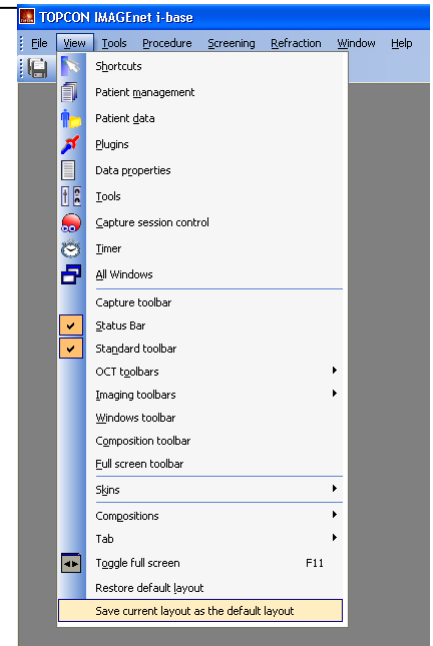 TOPCON IMAGEnet i-base
File View Tools Procedure Screening Refraction Window Help
Shortcuts
Patient management
Patient data
Plugins
Data properties
Tools
Capture session control
Timer
All Windows
Capture toolbar
Status Bar
Standard toolbar
OCT toolbars
Imaging toolbars
Windows toolbar
Composition toolbar
Full screen toolbar
Skins
Compositions
Tab
Toggle full screen F11
Restore default layout
Save current layout as the default layout